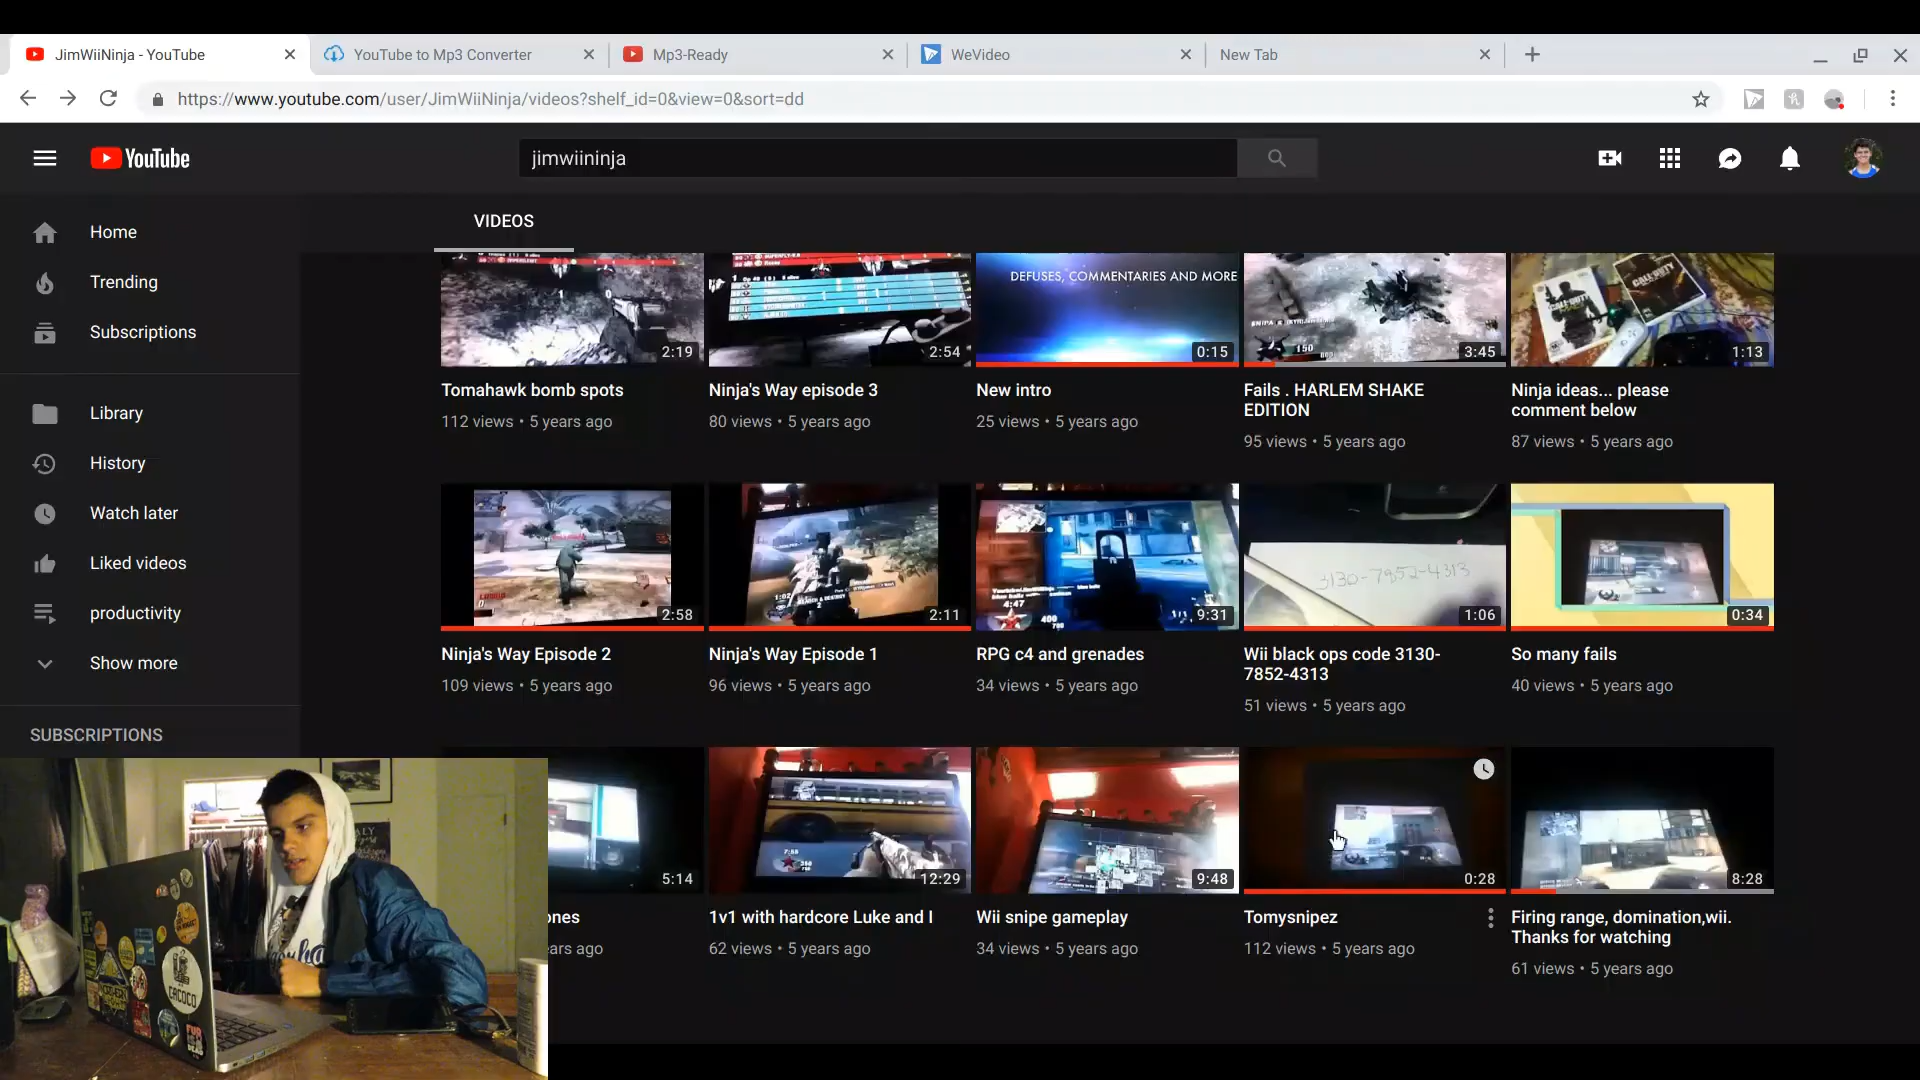 JimWiiNinja - YouTube
YouTube to Mp3 Converter
Mp3-Ready
WeVideo
New Tab
https://www.youtube.com/user/JimWiiNinja/videos?shelf_id=0&view=0&sort=dd
YouTube
jimwiininja
Home
Trending
Subscriptions
Library
History
Watch later
Liked videos
productivity
Show more
SUBSCRIPTIONS
VIDEOS
DEFUSES, COMMENTARIES AND MORE
2:19
2:54
0:15
3:45
1:13
Tomahawk bomb spots
112 views • 5 years ago
Ninja's Way episode 3
80 views • 5 years ago
New intro
25 views • 5 years ago
Fails . HARLEM SHAKE
EDITION
95 views • 5 years ago
Ninja ideas... please
comment below
87 views • 5 years ago
3130-7852-4313
2:58
2:11
9:31
1:06
0:34
Ninja's Way Episode 2
109 views • 5 years ago
Ninja's Way Episode 1
96 views • 5 years ago
RPG c4 and grenades
34 views • 5 years ago
Wii black ops code 3130-
7852-4313
51 views • 5 years ago
So many fails
40 views • 5 years ago
5:14
12:29
9:48
0:28
8:28
ones
ars ago
1v1 with hardcore Luke and I
62 views • 5 years ago
Wii snipe gameplay
34 views • 5 years ago
Tomysnipez
112 views • 5 years ago
Firing range, domination,wii.
Thanks for watching
61 views • 5 years ago
CACOCO